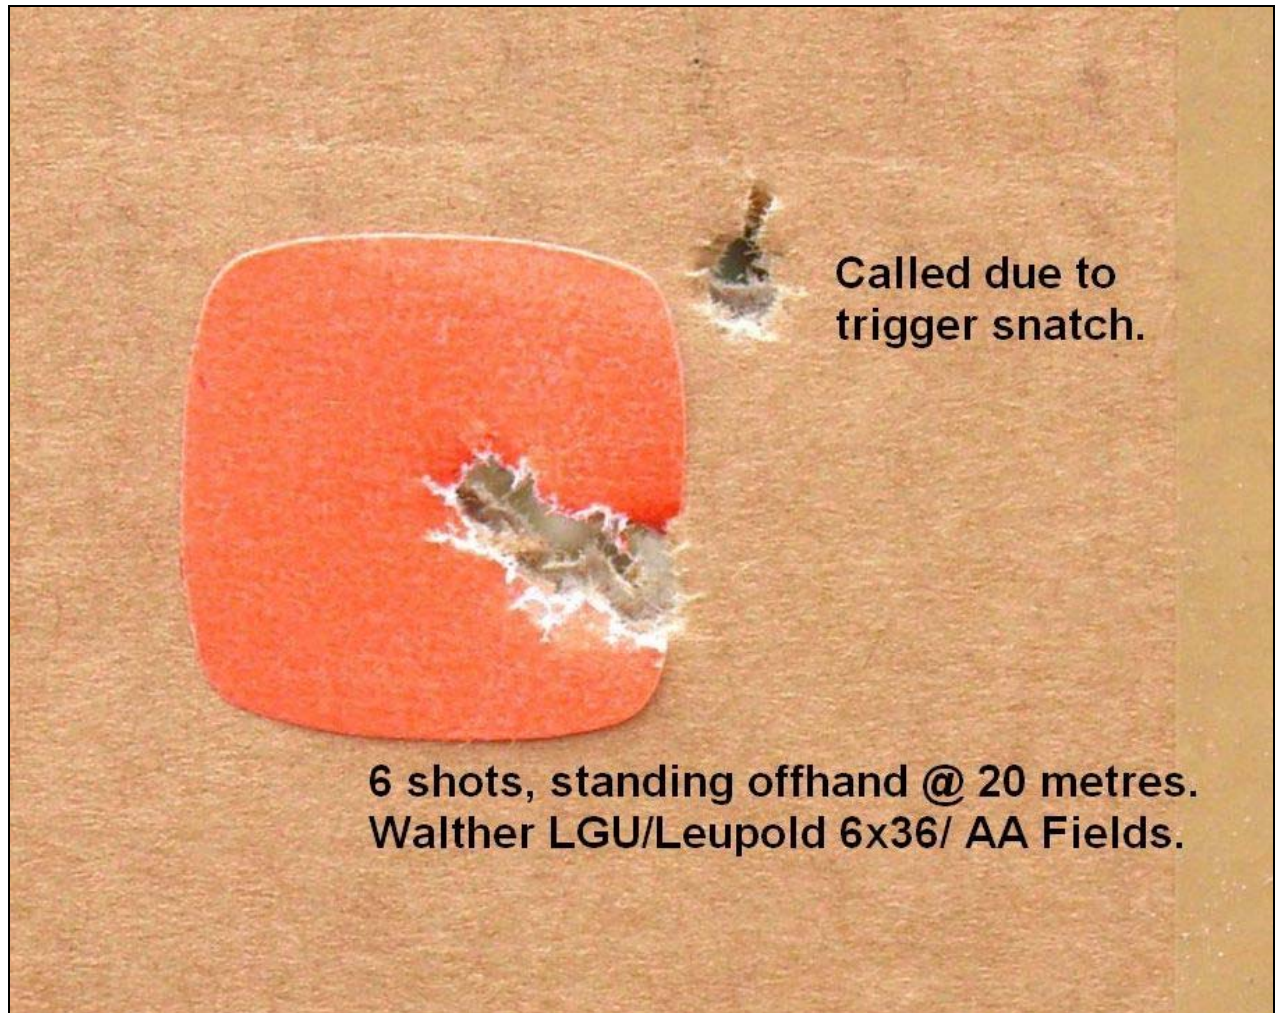 Called due to
trigger snatch.
6 shots, standing offhand @ 20 metres.
Walther LGU/Leupold 6x36/ AA Fields.